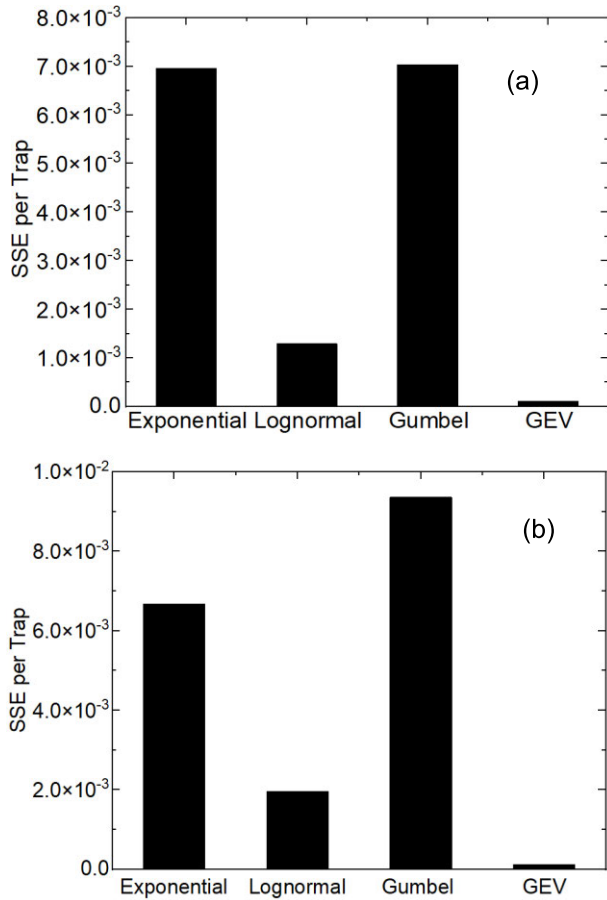 8.0×10⁻³
7.0×10⁻³
6.0×10⁻³
5.0×10⁻³
4.0×10⁻³
3.0×10⁻³
2.0×10⁻³
1.0×10⁻³
0.0
SSE per Trap
(a)
Exponential Lognormal Gumbel GEV
1.0×10⁻²
8.0×10⁻³
6.0×10⁻³
4.0×10⁻³
2.0×10⁻³
0.0
SSE per Trap
(b)
Exponential Lognormal Gumbel GEV